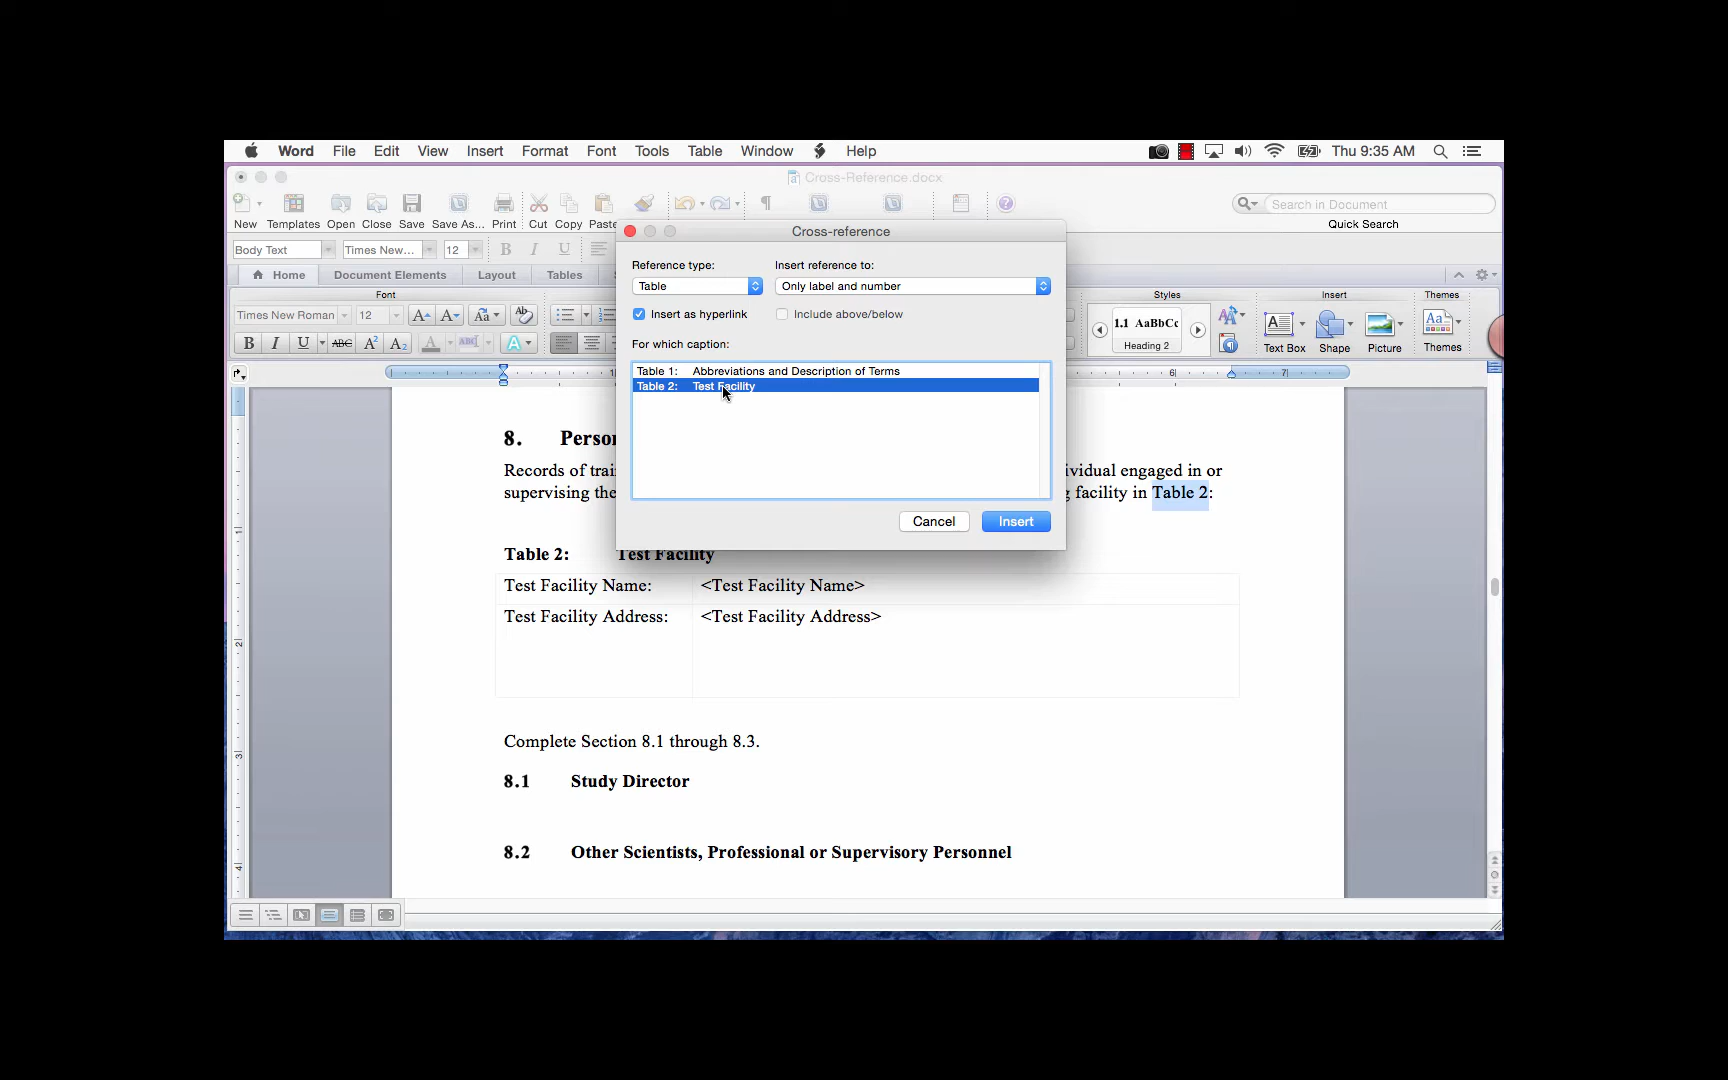 Word File Edit View Insert Format Font Tools Table Window Help Thu 9:35 AM
Cross-Reference.docx
Search in Document
New Templates Open Close Save Save As... Print Cut Copy Paste Quick Search
Cross-reference
Body Text Times New... 12 B I U
Reference type: Insert reference to:
Home Document Elements Layout Tables
Table Only label and number
Font Styles Insert Themes
Times New Roman 12 A A Aa Ab
Insert as hyperlink Include above/below
1.1 AaBbCc
B I U ABC A2 A2 A ABC A
Heading 2 Text Box Shape Picture Themes
For which caption:
Table 1: Abbreviations and Description of Terms
Table 2: Test Facility
8. Person
Records of trai ividual engaged in or
supervising the g facility in Table 2:
Cancel Insert
Table 2: Test Facility
Test Facility Name: <Test Facility Name>
Test Facility Address: <Test Facility Address>
Complete Section 8.1 through 8.3.
8.1 Study Director
8.2 Other Scientists, Professional or Supervisory Personnel